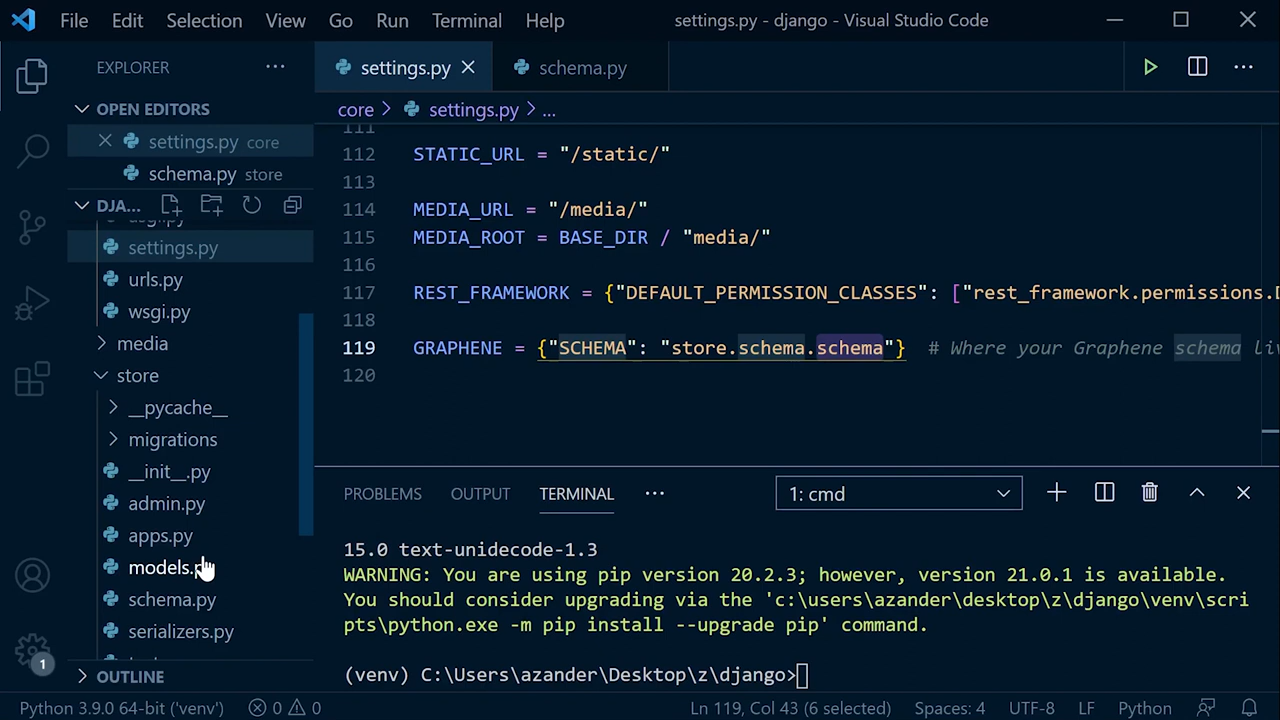 File Edit Selection View Go Run Terminal Help settings.py - django - Visual Studio Code
EXPLORER
OPEN EDITORS
settings.py core
schema.py store
DJA...
asgi.py
settings.py
urls.py
wsgi.py
media
store
__pycache__
migrations
__init__.py
admin.py
apps.py
models.py
schema.py
serializers.py
OUTLINE
1
settings.py schema.py
core settings.py ...
111
112 STATIC_URL = "/static/"
113
114 MEDIA_URL = "/media/"
115 MEDIA_ROOT = BASE_DIR / "media/"
116
117 REST_FRAMEWORK = {"DEFAULT_PERMISSION_CLASSES": ["rest_framework.permissions.D
118
119 GRAPHENE = {"SCHEMA": "store.schema.schema"} # Where your Graphene schema liv
120
PROBLEMS OUTPUT TERMINAL ... 1: cmd
15.0 text-unidecode-1.3
WARNING: You are using pip version 20.2.3; however, version 21.0.1 is available.
You should consider upgrading via the 'c:\users\azander\desktop\z\django\venv\scri
pts\python.exe -m pip install --upgrade pip' command.
(venv) C:\Users\azander\Desktop\z\django>
Python 3.9.0 64-bit ('venv') 0 0 Ln 119, Col 43 (6 selected) Spaces: 4 UTF-8 LF Python